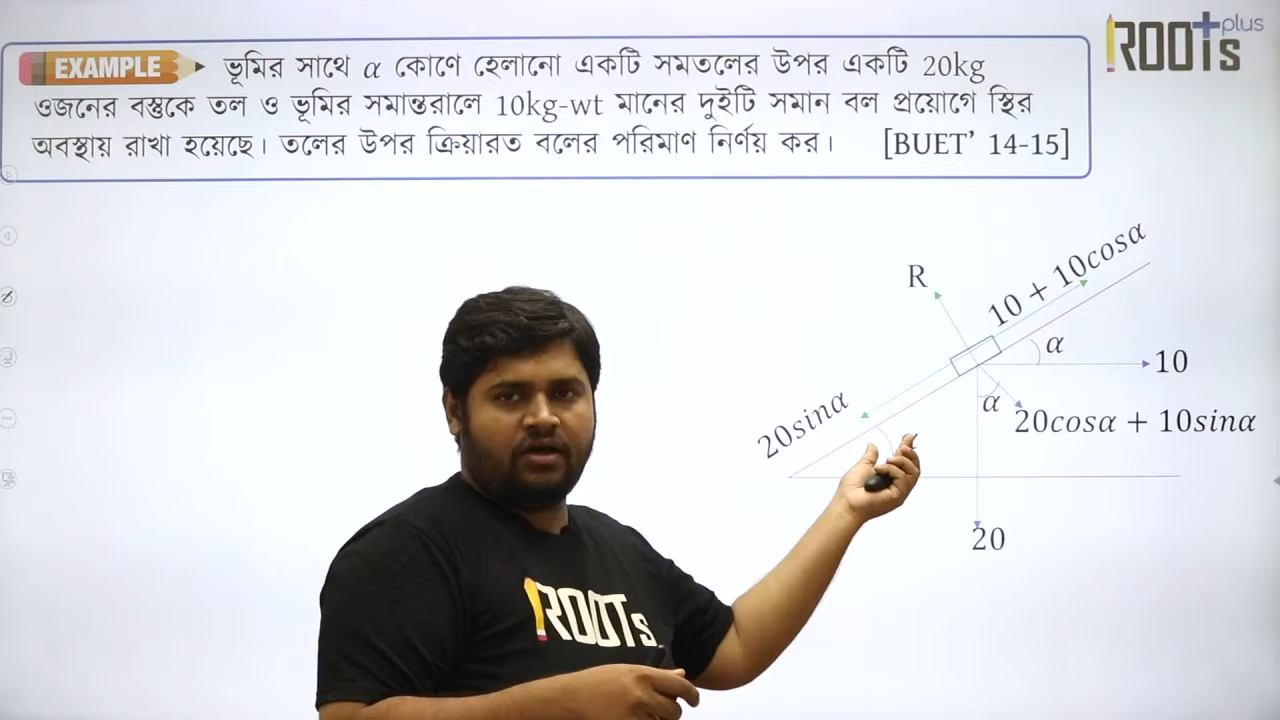 ROOTs plus
EXAMPLE ভূমির সাথে α কোণে হেলানো একটি সমতলের উপর একটি 20kg
ওজনের বস্তুকে তল ও ভূমির সমান্তরালে 10kg-wt মানের দুইটি সমান বল প্রয়োগে স্থির
অবস্থায় রাখা হয়েছে। তলের উপর ক্রিয়ারত বলের পরিমাণ নির্ণয় কর। [BUET' 14-15]
R
10 + 10cosα
α
10
20sinα
α
20cosα + 10sinα
20
ROOTs